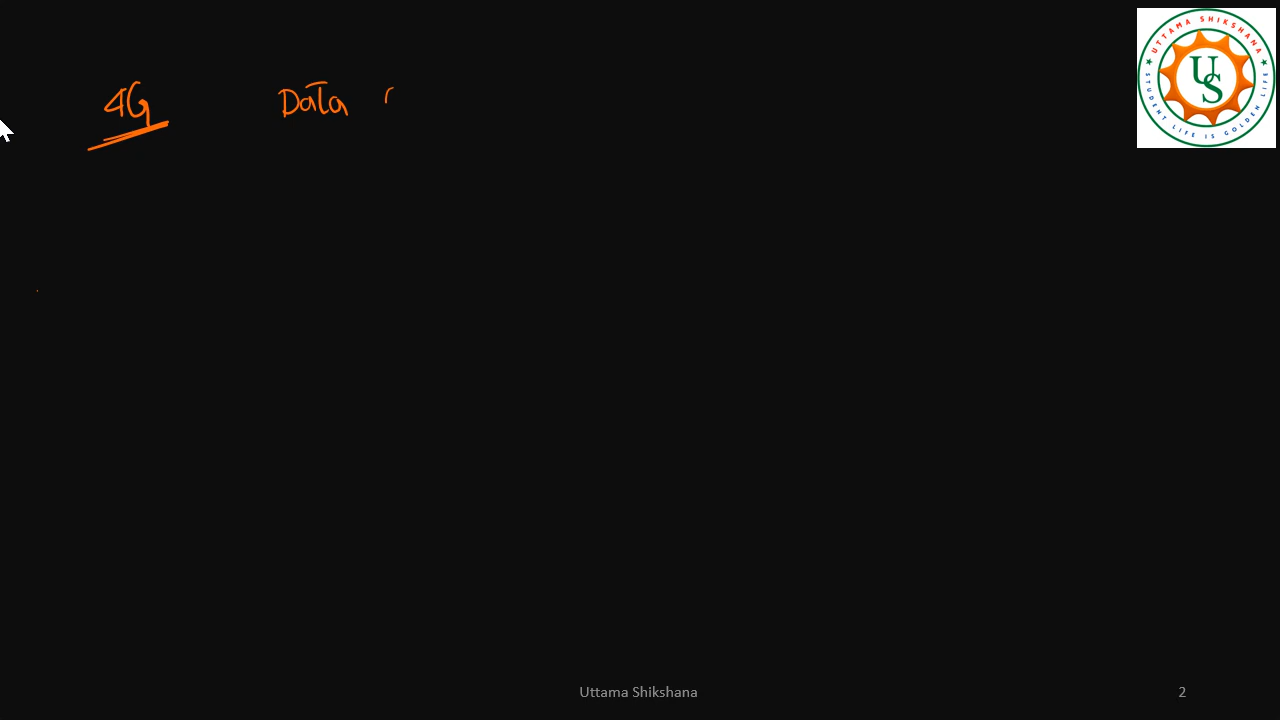 4G Data
UTTAMA SHIKSHANA
US
STUDENT LIFE IS GOLDEN LIFE
Uttama Shikshana 2